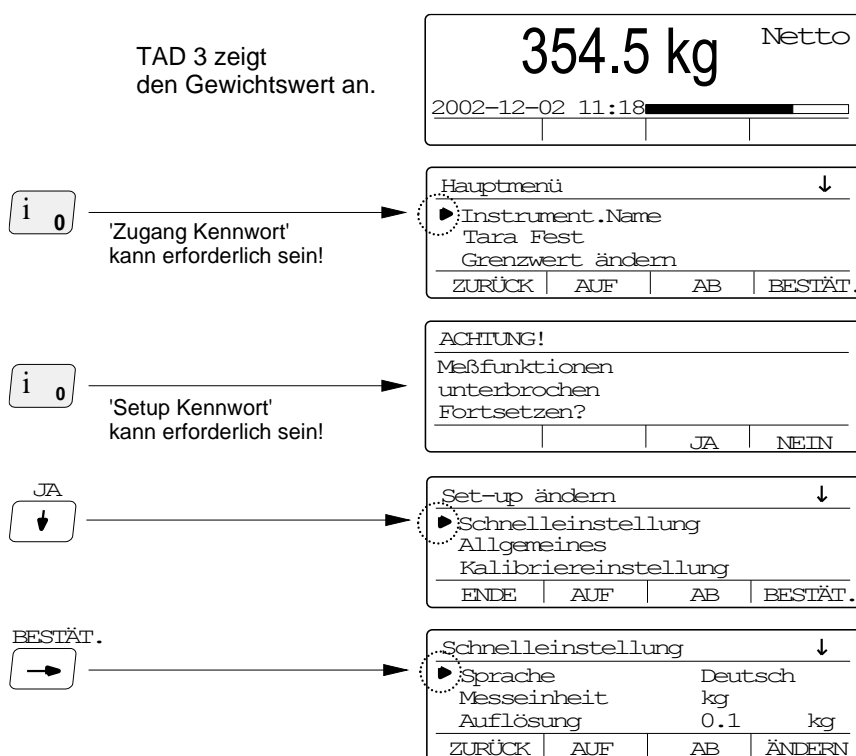 TAD 3 zeigt
den Gewichtswert an.
354.5 kg Netto
2002-12-02 11:18
i 0
'Zugang Kennwort'
kann erforderlich sein!
Hauptmenü ↓
Instrument.Name
Tara Fest
Grenzwert ändern
ZURÜCK AUF AB BESTÄT.
i 0
'Setup Kennwort'
kann erforderlich sein!
ACHTUNG!
Meßfunktionen
unterbrochen
Fortsetzen?
JA NEIN
JA
Set-up ändern ↓
Schnelleinstellung
Allgemeines
Kalibriereinstellung
ENDE AUF AB BESTÄT.
BESTÄT.
Schnelleinstellung ↓
Sprache Deutsch
Messeinheit kg
Auflösung 0.1 kg
ZURÜCK AUF AB ÄNDERN